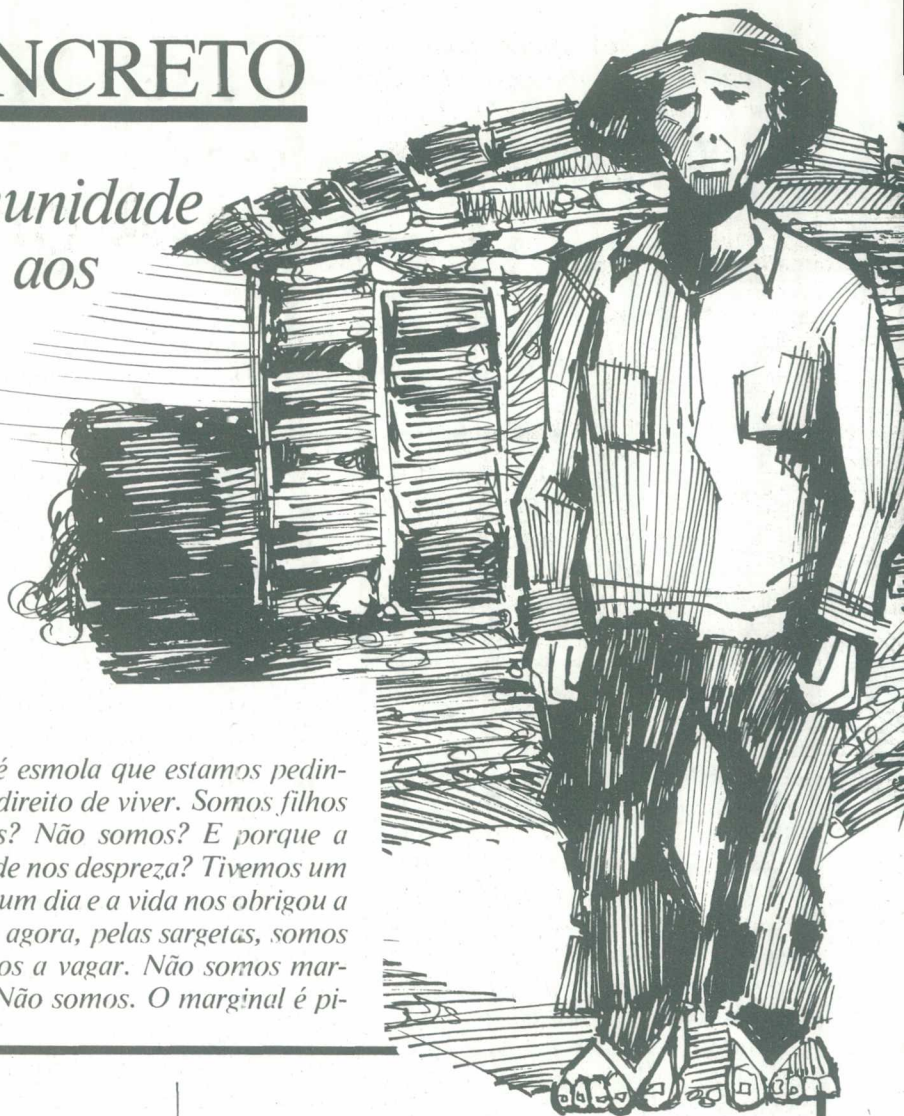 NCRETO
unidade
aos
é esmola que estamos pedin-
direito de viver. Somos filhos
s? Não somos? E porque a
de nos despreza? Tivemos um
um dia e a vida nos obrigou a
agora, pelas sargetas, somos
os a vagar. Não somos mar-
Não somos. O marginal é pi-